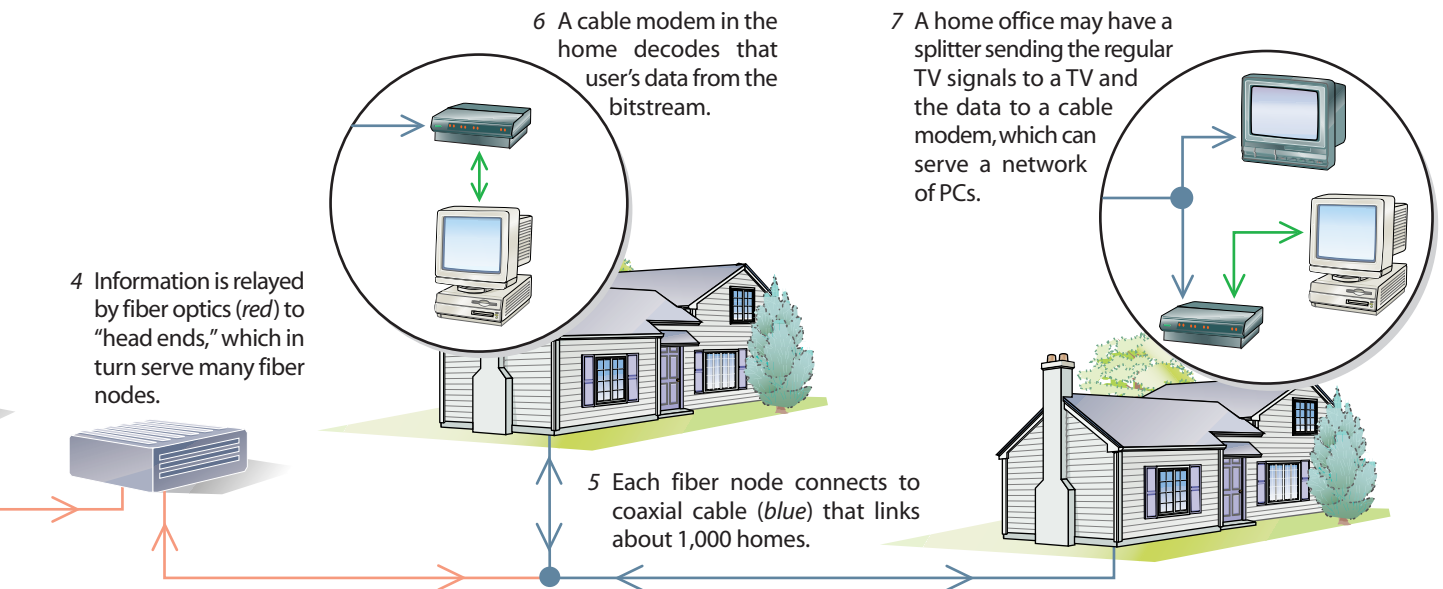 4 Information is relayed
by fiber optics (red) to
“head ends,” which in
turn serve many fiber
nodes.
5 Each fiber node connects to
coaxial cable (blue) that links
about 1,000 homes.
6 A cable modem in the
home decodes that
user’s data from the
bitstream.
7 A home office may have a
splitter sending the regular
TV signals to a TV and
the data to a cable
modem, which can
serve a network
of PCs.